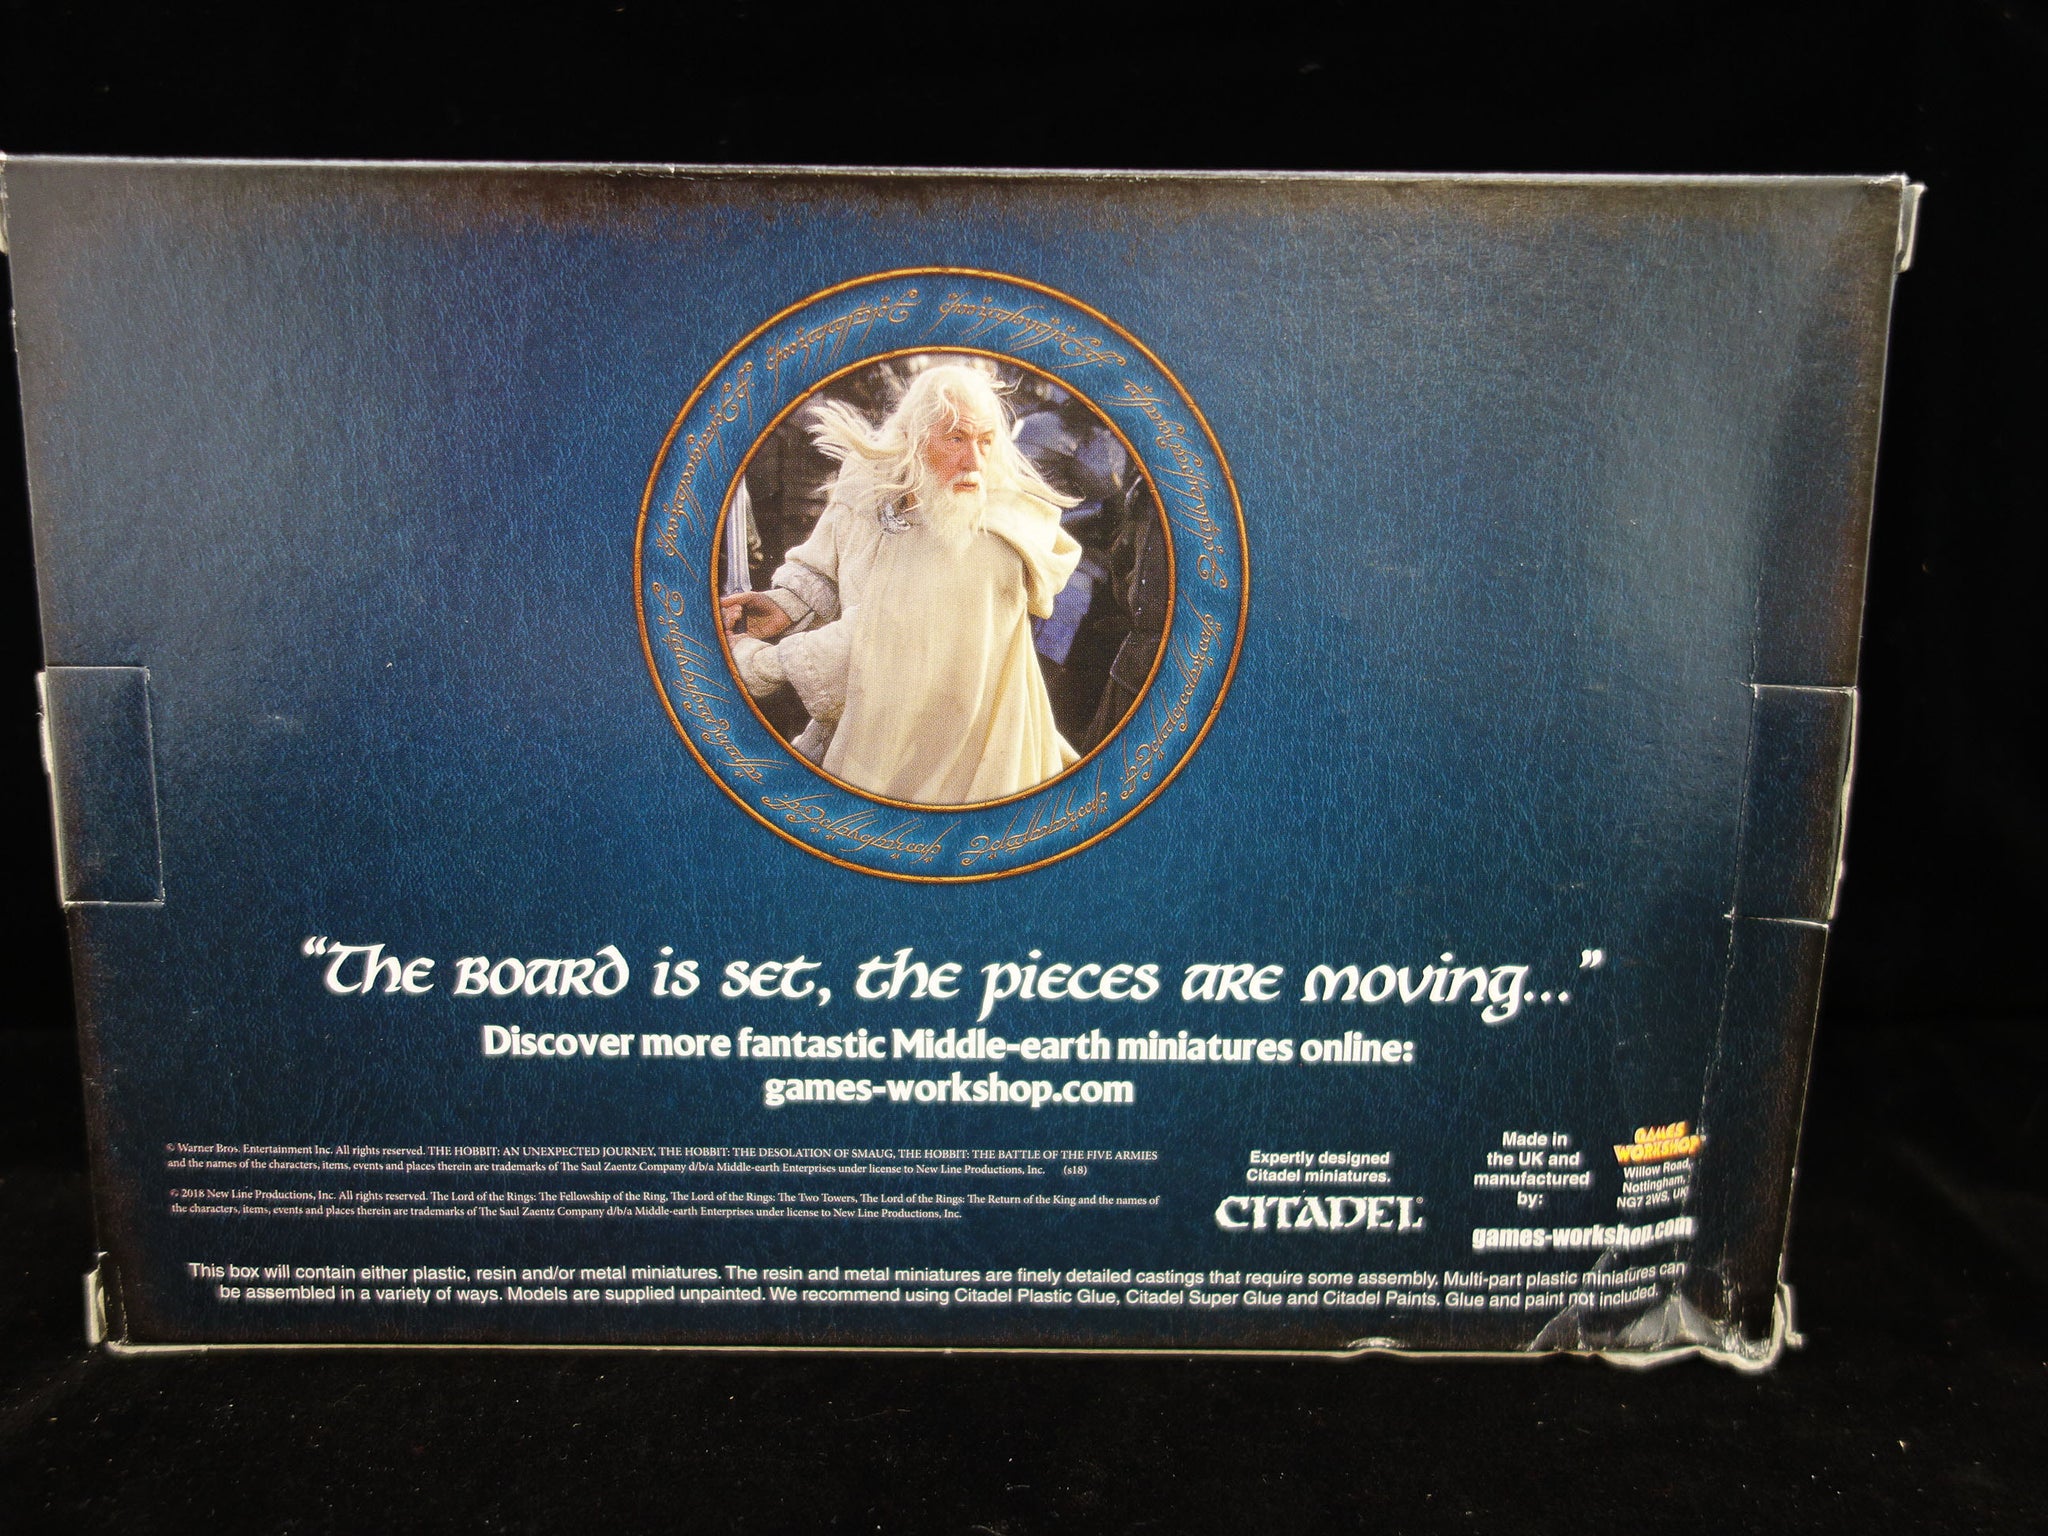 “The board is set, the pieces are moving...”
Discover more fantastic Middle-earth miniatures online:
games-workshop.com
© Warner Bros. Entertainment Inc. All rights reserved. THE HOBBIT: AN UNEXPECTED JOURNEY, THE HOBBIT: THE DESOLATION OF SMAUG, THE HOBBIT: THE BATTLE OF THE FIVE ARMIES
and the names of the characters, items, events and places therein are trademarks of The Saul Zaentz Company d/b/a Middle-earth Enterprises under license to New Line Productions, Inc. (s18)
© 2018 New Line Productions, Inc. All rights reserved. The Lord of the Rings: The Fellowship of the Ring, The Lord of the Rings: The Two Towers, The Lord of the Rings: The Return of the King and the names of
the characters, items, events and places therein are trademarks of The Saul Zaentz Company d/b/a Middle-earth Enterprises under license to New Line Productions, Inc.
Expertly designed
Citadel miniatures.
CITADEL®
Made in
the UK and
manufactured
by:
GAMES
WORKSHOP®
Willow Road,
Nottingham,
NG7 2WS, UK
games-workshop.com
This box will contain either plastic, resin and/or metal miniatures. The resin and metal miniatures are finely detailed castings that require some assembly. Multi-part plastic miniatures can
be assembled in a variety of ways. Models are supplied unpainted. We recommend using Citadel Plastic Glue, Citadel Super Glue and Citadel Paints. Glue and paint not included.